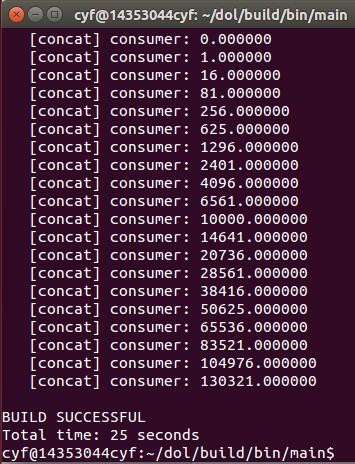 cyf@14353044cyf: ~/dol/build/bin/main
[concat] consumer: 0.000000
[concat] consumer: 1.000000
[concat] consumer: 16.000000
[concat] consumer: 81.000000
[concat] consumer: 256.000000
[concat] consumer: 625.000000
[concat] consumer: 1296.000000
[concat] consumer: 2401.000000
[concat] consumer: 4096.000000
[concat] consumer: 6561.000000
[concat] consumer: 10000.000000
[concat] consumer: 14641.000000
[concat] consumer: 20736.000000
[concat] consumer: 28561.000000
[concat] consumer: 38416.000000
[concat] consumer: 50625.000000
[concat] consumer: 65536.000000
[concat] consumer: 83521.000000
[concat] consumer: 104976.000000
[concat] consumer: 130321.000000
BUILD SUCCESSFUL
Total time: 25 seconds
cyf@14353044cyf:~/dol/build/bin/main$